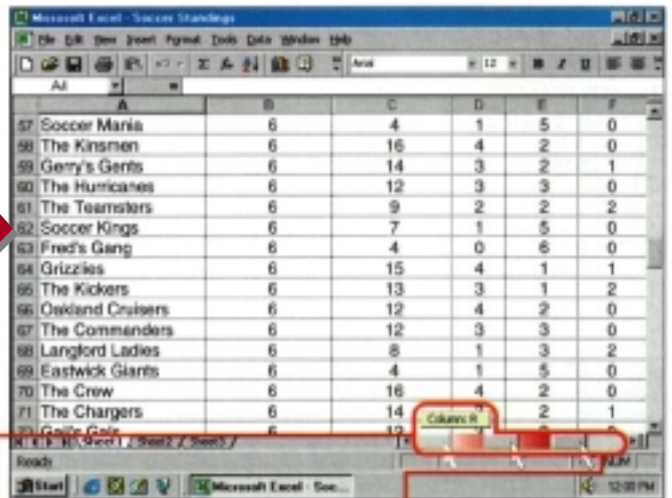 Microsoft Excel - Soccer Standings
File Edit View Insert Format Tools Data Window Help
Arial 12 B I U
A1 =
A B C D E F
57 Soccer Mania 6 4 1 5 0
58 The Kinsmen 6 16 4 2 0
59 Gerry's Gents 6 14 3 2 1
60 The Hurricanes 6 12 3 3 0
61 The Teamsters 6 9 2 2 2
62 Soccer Kings 6 7 1 5 0
63 Fred's Gang 6 4 0 6 0
64 Grizzlies 6 15 4 1 1
65 The Kickers 6 13 3 1 2
66 Oakland Cruisers 6 12 4 2 0
67 The Commanders 6 12 3 3 0
68 Langford Ladies 6 8 1 3 2
69 Eastwick Giants 6 4 1 5 0
70 The Crew 6 16 4 2 0
71 The Chargers 6 14 2 1
72 Gail's Gals 6
Column: R
Sheet1 Sheet2 Sheet3
Ready NUM
Start Microsoft Excel - Soc... 12:00 PM